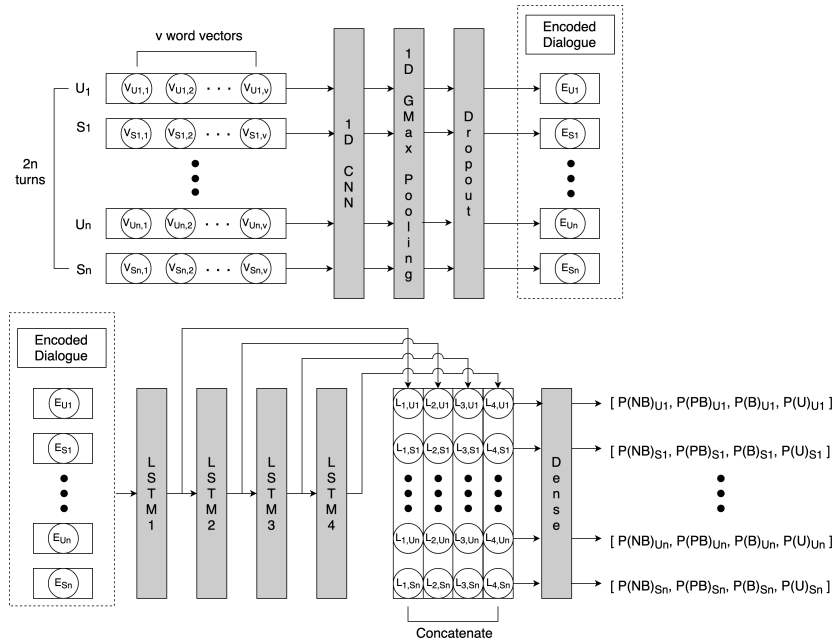 v word vectors
Encoded
Dialogue
U1 VU1,1 VU1,2 · · · VU1,v EU1
S1 VS1,1 VS1,2 · · · VS1,v ES1
2n
turns
Un VUn,1 VUn,2 · · · VUn,v EUn
Sn VSn,1 VSn,2 · · · VSn,v ESn
1D CNN
1D GMax Pooling
Dropout
Encoded
Dialogue
EU1
ES1
EUn
ESn
LSTM1
LSTM2
LSTM3
LSTM4
L1,U1 L2,U1 L3,U1 L4,U1
L1,S1 L2,S1 L3,S1 L4,S1
L1,Un L2,Un L3,Un L4,Un
L1,Sn L2,Sn L3,Sn L4,Sn
Concatenate
Dense
[ P(NB)U1, P(PB)U1, P(B)U1, P(U)U1 ]
[ P(NB)S1, P(PB)S1, P(B)S1, P(U)S1 ]
[ P(NB)Un, P(PB)Un, P(B)Un, P(U)Un ]
[ P(NB)Sn, P(PB)Sn, P(B)Sn, P(U)Sn ]